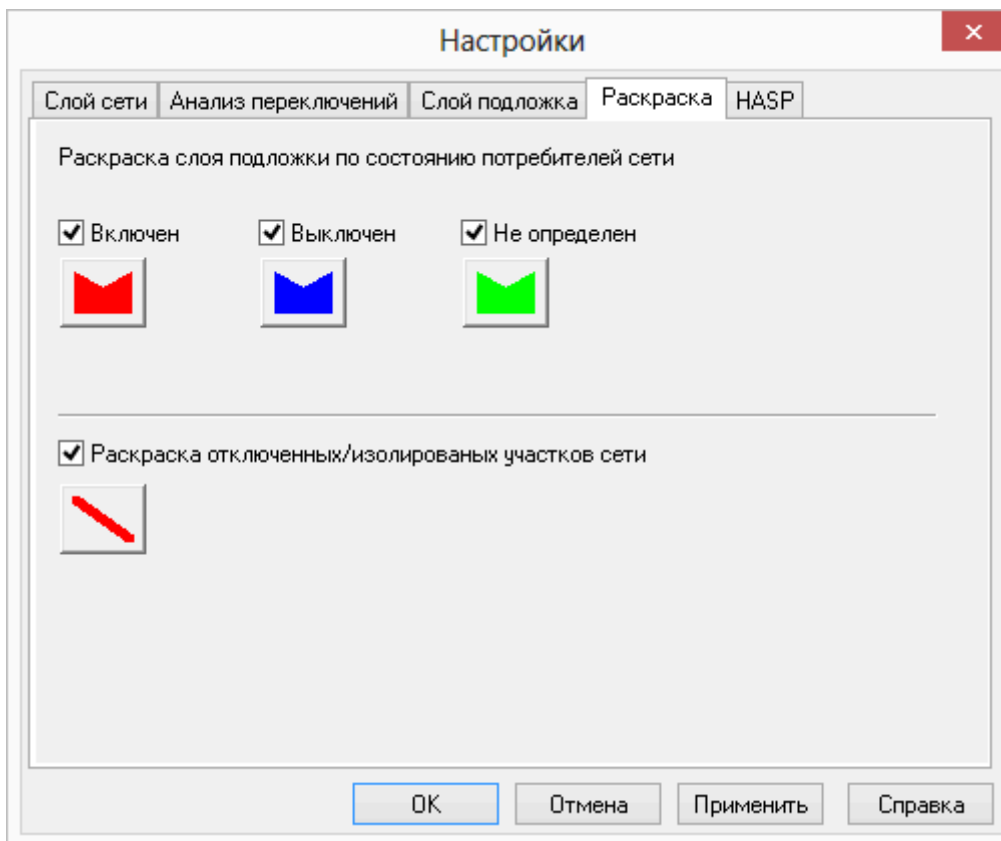 Настройки
Слой сети Анализ переключений Слой подложка Раскраска HASP
Раскраска слоя подложки по состоянию потребителей сети
Включен Выключен Не определен
Раскраска отключенных/изолированых участков сети
OK Отмена Применить Справка